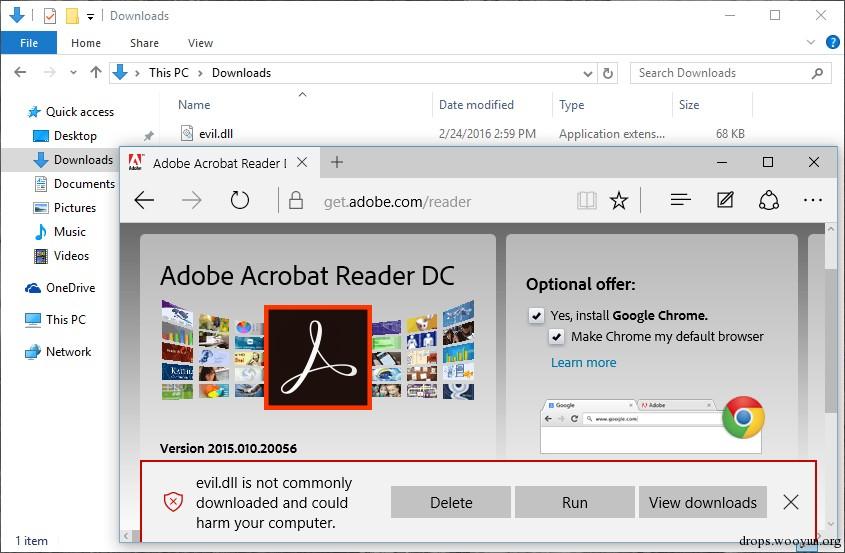 Downloads
File Home Share View
This PC > Downloads
Search Downloads
Name Date modified Type Size
evil.dll 2/24/2016 2:59 PM Application extens... 68 KB
Quick access
Desktop
Downloads
Documents
Pictures
Music
Videos
OneDrive
This PC
Network
1 item
Adobe
Adobe Acrobat Reader
get.adobe.com/reader
Adobe Acrobat Reader DC
Version 2015.010.20056
Optional offer:
Yes, install Google Chrome.
Make Chrome my default browser
Learn more
Google Adobe
www.google.com
evil.dll is not commonly
downloaded and could
harm your computer.
Delete Run View downloads
drops.wooyun.org